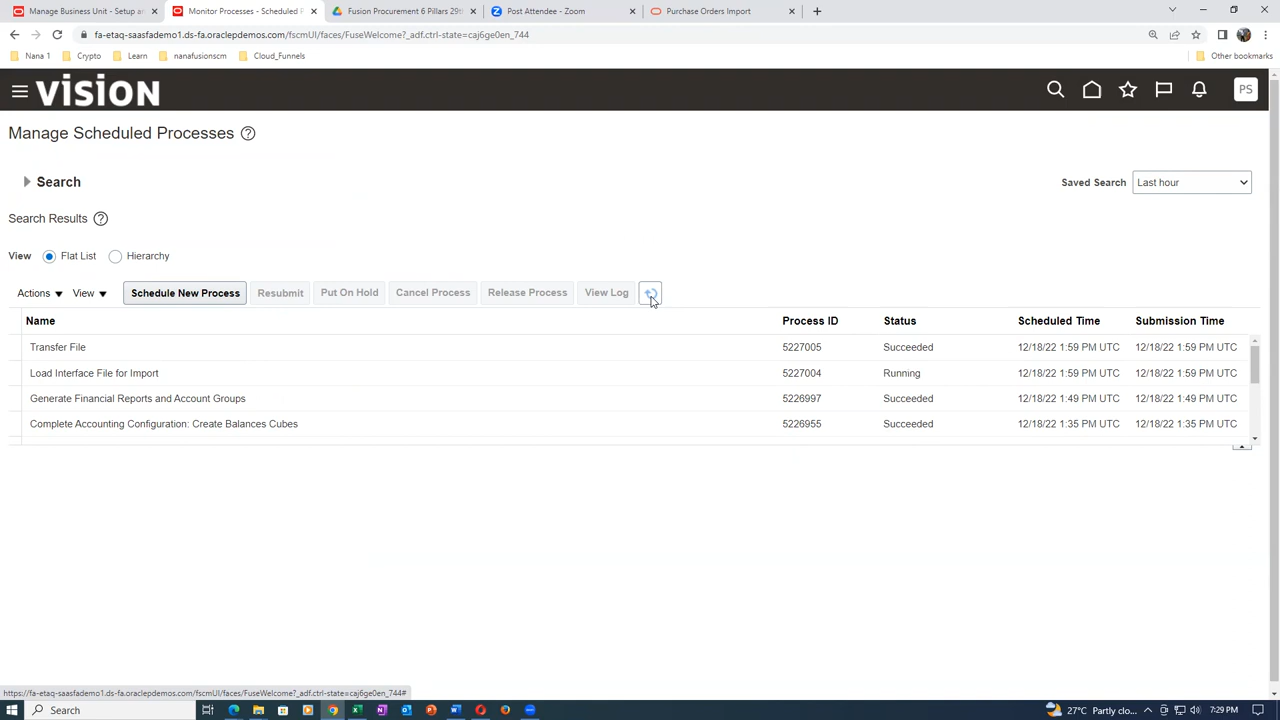 Manage Business Unit - Setup an
Monitor Processes - Scheduled P
Fusion Procurement 6 Pillars 29t
Post Attendee - Zoom
Purchase Orders Import
fa-etaq-saasfademo1.ds-fa.oraclepdemos.com/fscmUI/faces/FuseWelcome?_adf.ctrl-state=caj6ge0en_744
Nana 1
Crypto
Learn
nanafusionscm
Cloud_Funnels
Other bookmarks
vision
PS
Manage Scheduled Processes
Search
Saved Search Last hour
Search Results
View Flat List Hierarchy
Actions View Schedule New Process Resubmit Put On Hold Cancel Process Release Process View Log
Name Process ID Status Scheduled Time Submission Time
Transfer File 5227005 Succeeded 12/18/22 1:59 PM UTC 12/18/22 1:59 PM UTC
Load Interface File for Import 5227004 Running 12/18/22 1:59 PM UTC 12/18/22 1:59 PM UTC
Generate Financial Reports and Account Groups 5226997 Succeeded 12/18/22 1:49 PM UTC 12/18/22 1:49 PM UTC
Complete Accounting Configuration: Create Balances Cubes 5226955 Succeeded 12/18/22 1:35 PM UTC 12/18/22 1:35 PM UTC
https://fa-etaq-saasfademo1.ds-fa.oraclepdemos.com/fscmUI/faces/FuseWelcome?_adf.ctrl-state=caj6ge0en_744#
Search
27°C Partly clo...
7:29 PM